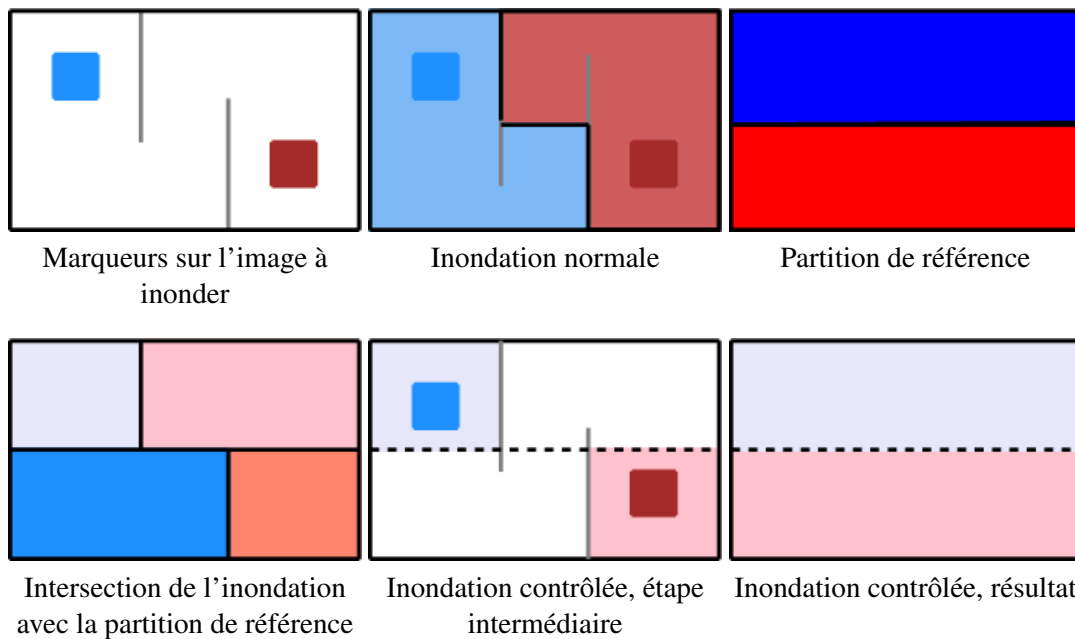 Marqueurs sur l'image à
inonder
Inondation normale
Partition de référence
Intersection de l'inondation
avec la partition de référence
Inondation contrôlée, étape
intermédiaire
Inondation contrôlée, résultat